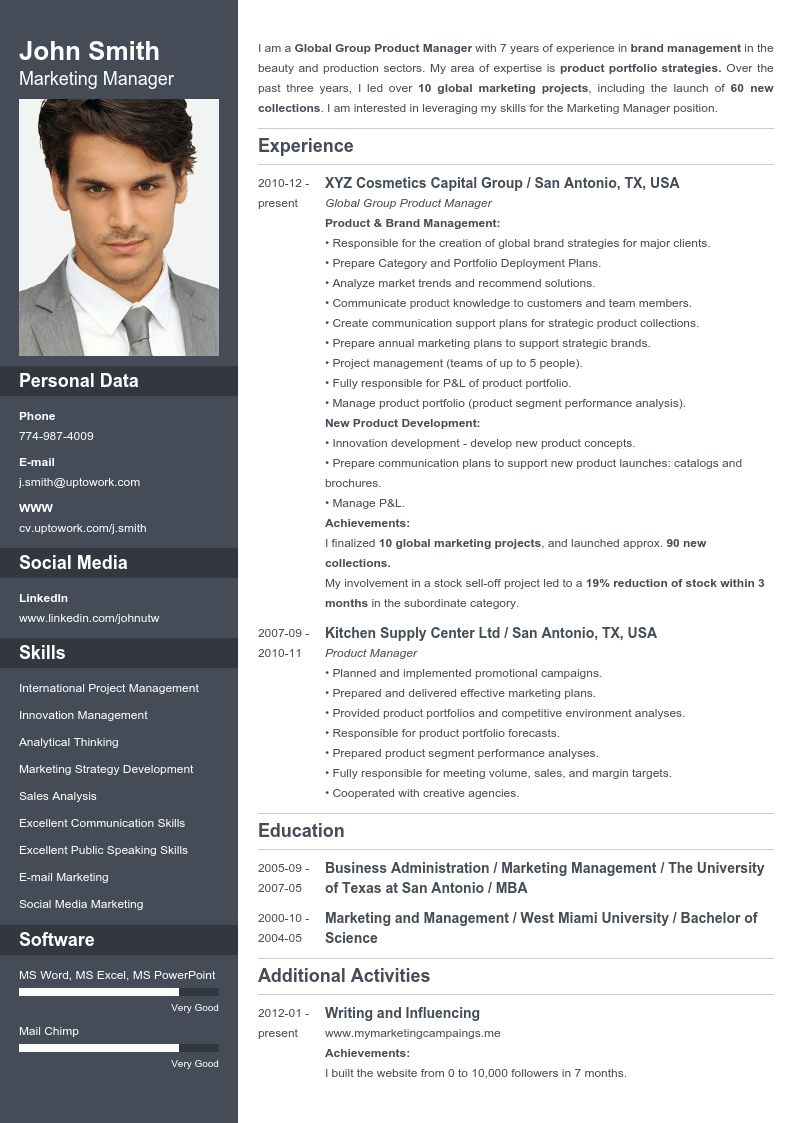 John Smith
Marketing Manager
Personal Data
Phone
774-987-4009
E-mail
j.smith@uptowork.com
WWW
cv.uptowork.com/j.smith
Social Media
LinkedIn
www.linkedin.com/johnutw
Skills
International Project Management
Innovation Management
Analytical Thinking
Marketing Strategy Development
Sales Analysis
Excellent Communication Skills
Excellent Public Speaking Skills
E-mail Marketing
Social Media Marketing
Software
MS Word, MS Excel, MS PowerPoint
Very Good
Mail Chimp
Very Good
I am a Global Group Product Manager with 7 years of experience in brand management in the
beauty and production sectors. My area of expertise is product portfolio strategies. Over the
past three years, I led over 10 global marketing projects, including the launch of 60 new
collections. I am interested in leveraging my skills for the Marketing Manager position.
Experience
2010-12 -
present
XYZ Cosmetics Capital Group / San Antonio, TX, USA
Global Group Product Manager
Product & Brand Management:
• Responsible for the creation of global brand strategies for major clients.
• Prepare Category and Portfolio Deployment Plans.
• Analyze market trends and recommend solutions.
• Communicate product knowledge to customers and team members.
• Create communication support plans for strategic product collections.
• Prepare annual marketing plans to support strategic brands.
• Project management (teams of up to 5 people).
• Fully responsible for P&L of product portfolio.
• Manage product portfolio (product segment performance analysis).
New Product Development:
• Innovation development - develop new product concepts.
• Prepare communication plans to support new product launches: catalogs and
brochures.
• Manage P&L.
Achievements:
I finalized 10 global marketing projects, and launched approx. 90 new
collections.
My involvement in a stock sell-off project led to a 19% reduction of stock within 3
months in the subordinate category.
2007-09 -
2010-11
Kitchen Supply Center Ltd / San Antonio, TX, USA
Product Manager
• Planned and implemented promotional campaigns.
• Prepared and delivered effective marketing plans.
• Provided product portfolios and competitive environment analyses.
• Responsible for product portfolio forecasts.
• Prepared product segment performance analyses.
• Fully responsible for meeting volume, sales, and margin targets.
• Cooperated with creative agencies.
Education
2005-09 -
2007-05
Business Administration / Marketing Management / The University
of Texas at San Antonio / MBA
2000-10 -
2004-05
Marketing and Management / West Miami University / Bachelor of
Science
Additional Activities
2012-01 -
present
Writing and Influencing
www.mymarketingcampaings.me
Achievements:
I built the website from 0 to 10,000 followers in 7 months.